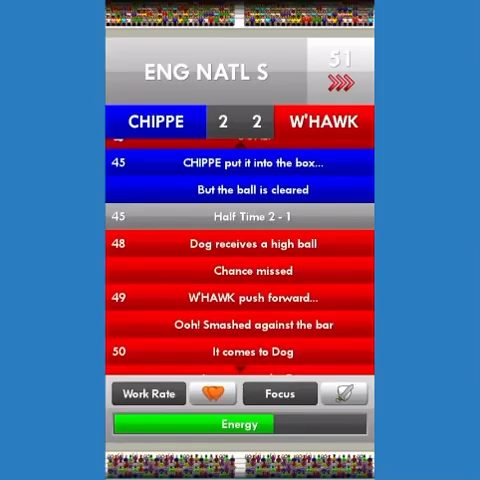 ENG NATL S
51
CHIPPE 2 2 W'HAWK
45 CHIPPE put it into the box...
But the ball is cleared
45 Half Time 2 - 1
48 Dog receives a high ball
Chance missed
49 W'HAWK push forward...
Ooh! Smashed against the bar
50 It comes to Dog
Work Rate
Focus
Energy